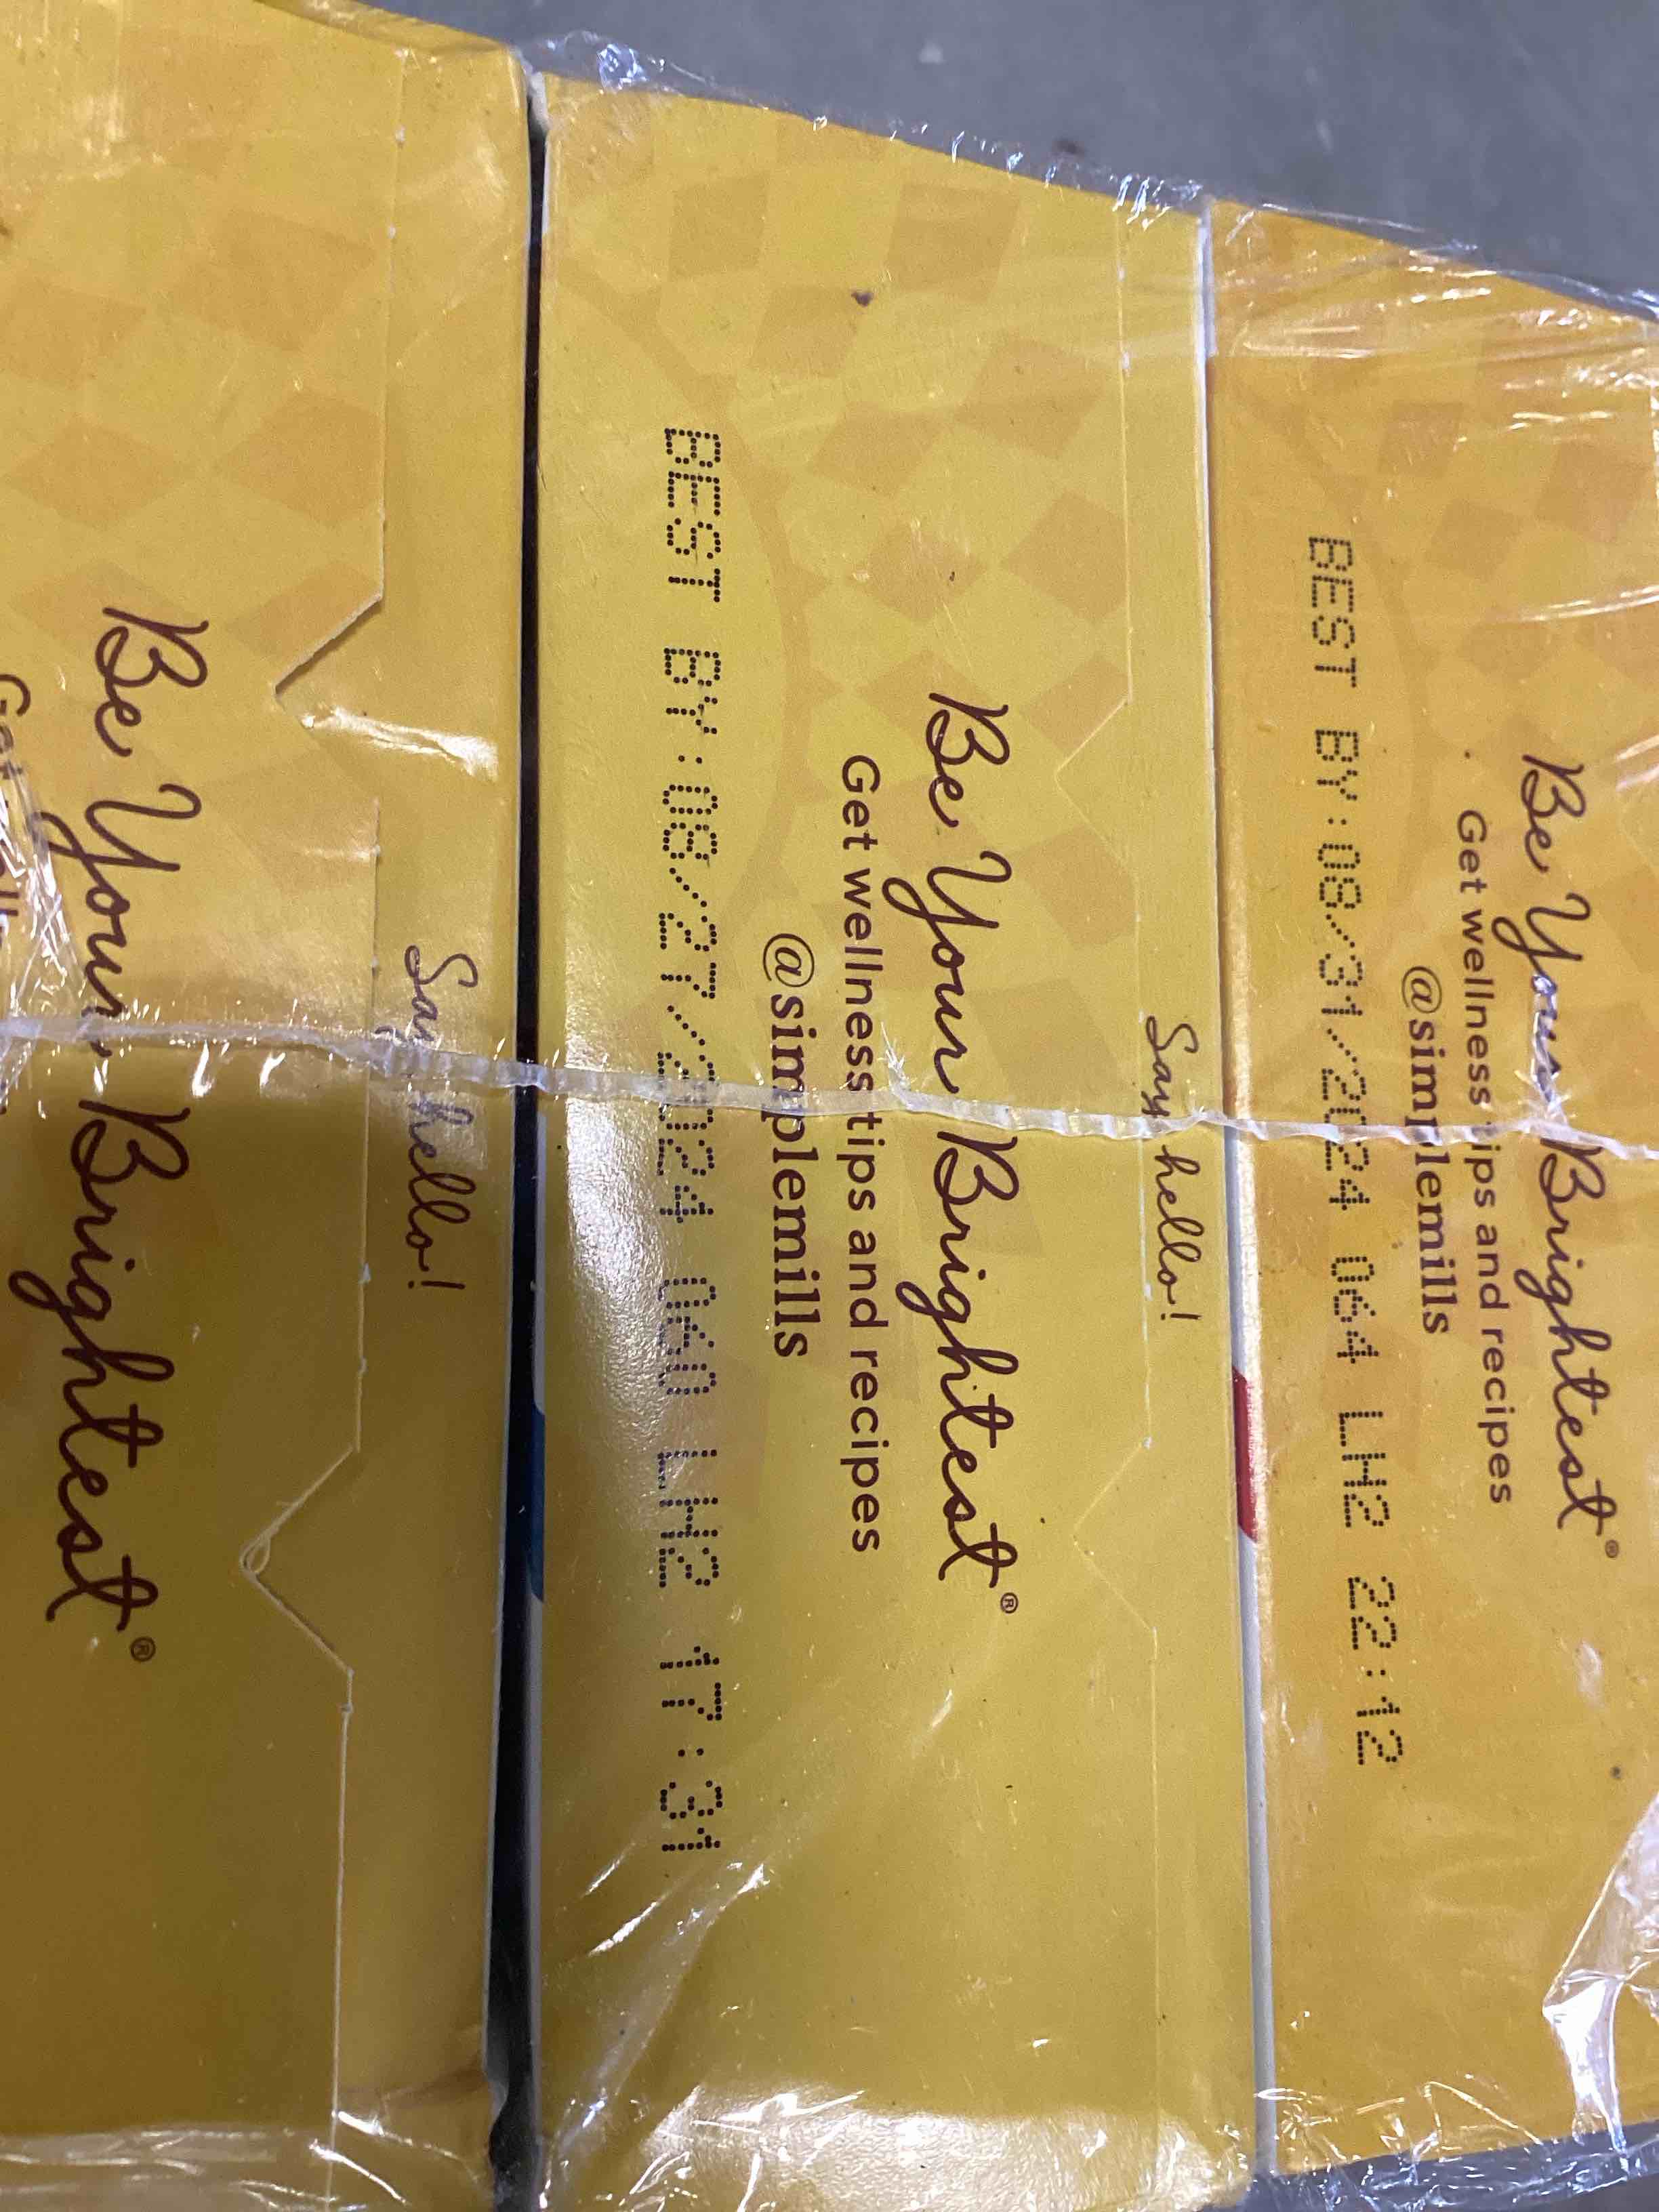 Be Your Brightest®
Get wellness tips and recipes
@simplemills
BEST BY:08/31/2024 064 LH2 22:12
Say hello!
Be Your Brightest®
Get wellness tips and recipes
@simplemills
BEST BY:08/27/2024 060 LH2 17:31
Say hello!
Be Your Brightest®
Get